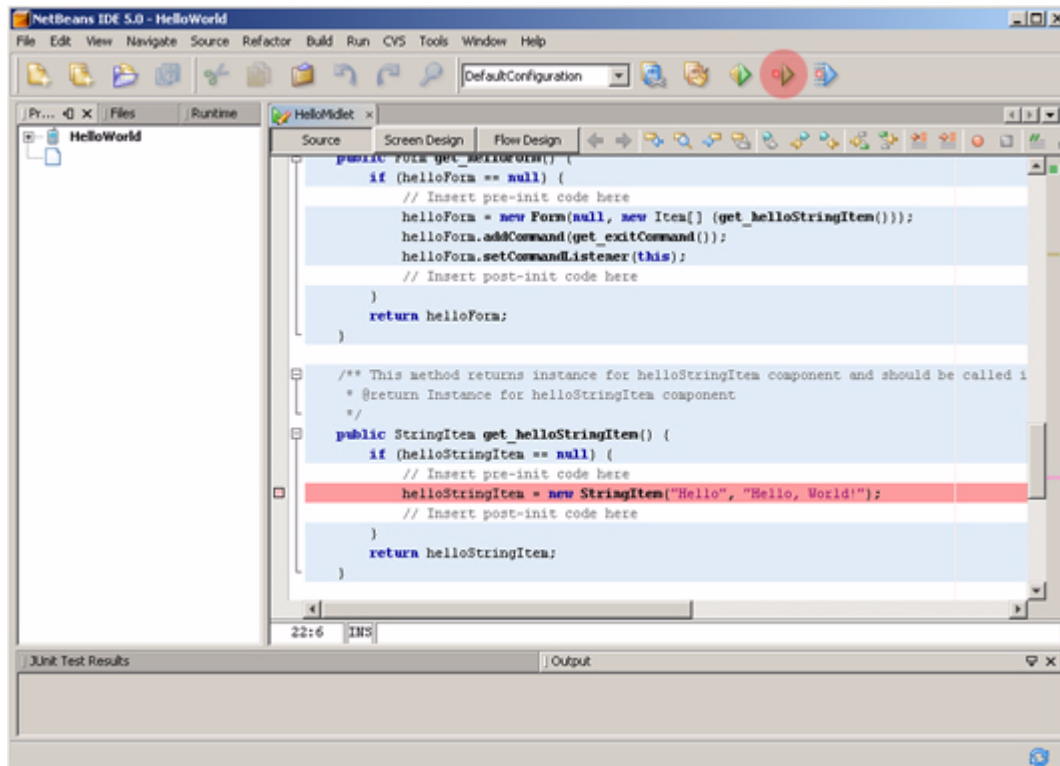 NetBeans IDE 5.0 - HelloWorld
File Edit View Navigate Source Refactor Build Run CVS Tools Window Help
DefaultConfiguration
Pr... Files Runtime
HelloMidlet
HelloWorld
Source Screen Design Flow Design
public Form get_helloForm() {
if (helloForm == null) {
// Insert pre-init code here
helloForm = new Form(null, new Item[] {get_helloStringItem()});
helloForm.addCommand(get_exitCommand());
helloForm.setCommandListener(this);
// Insert post-init code here
}
return helloForm;
}
/** This method returns instance for helloStringItem component and should be called i
* @return Instance for helloStringItem component
*/
public StringItem get_helloStringItem() {
if (helloStringItem == null) {
// Insert pre-init code here
helloStringItem = new StringItem("Hello", "Hello, World!");
// Insert post-init code here
}
return helloStringItem;
}
22:6 INS
JUnit Test Results
Output